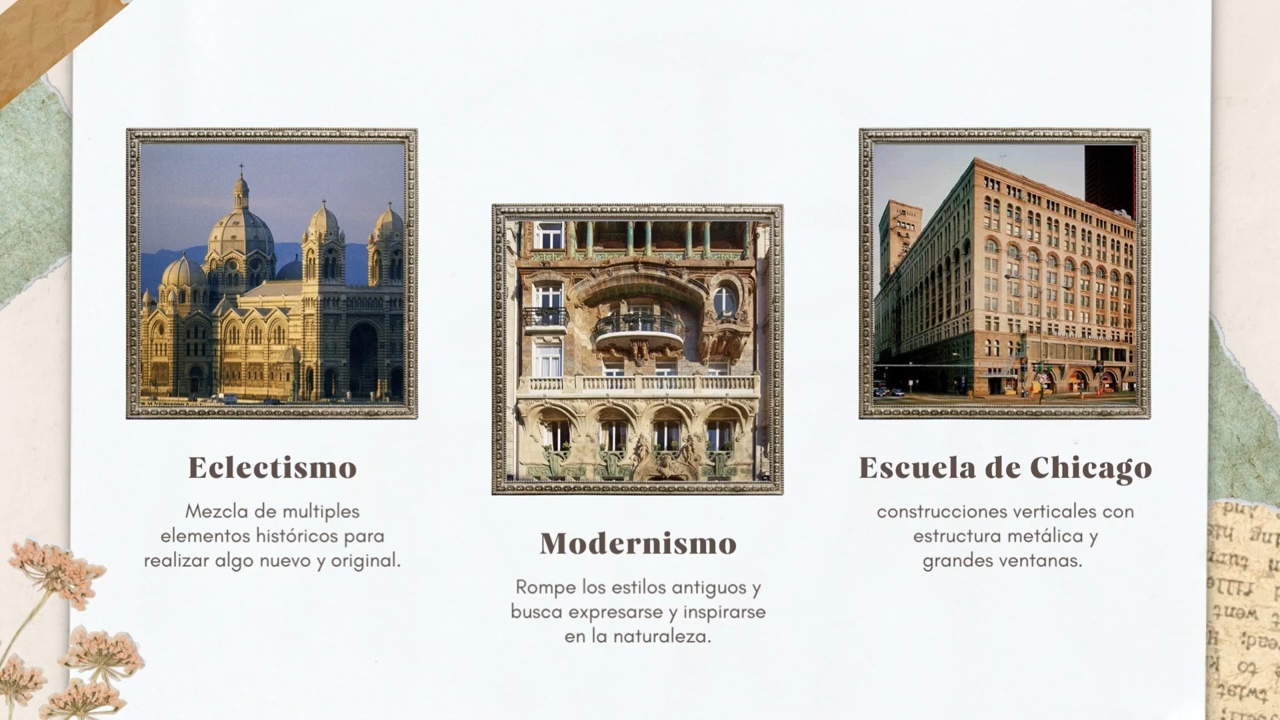 Eclectismo
Mezcla de multiples
elementos históricos para
realizar algo nuevo y original.
Modernismo
Rompe los estilos antiguos y
busca expresarse y inspirarse
en la naturaleza.
Escuela de Chicago
construcciones verticales con
estructura metálica y
grandes ventanas.